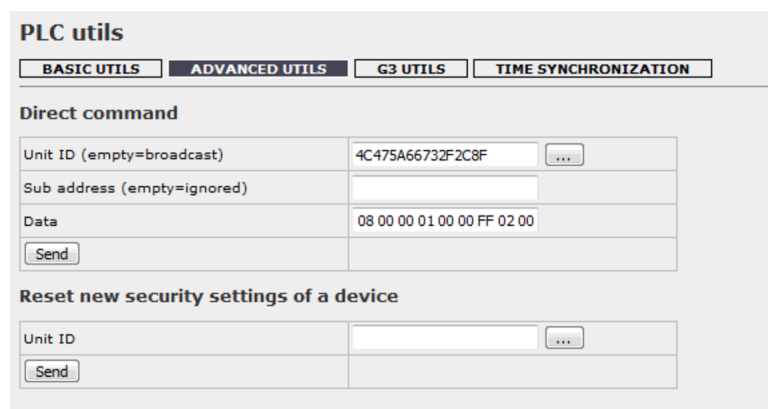 PLC utils
BASIC UTILS ADVANCED UTILS G3 UTILS TIME SYNCHRONIZATION
Direct command
Unit ID (empty=broadcast) 4C475A66732F2C8F ...
Sub address (empty=ignored)
Data 08 00 00 01 00 00 FF 02 00
Send
Reset new security settings of a device
Unit ID ...
Send